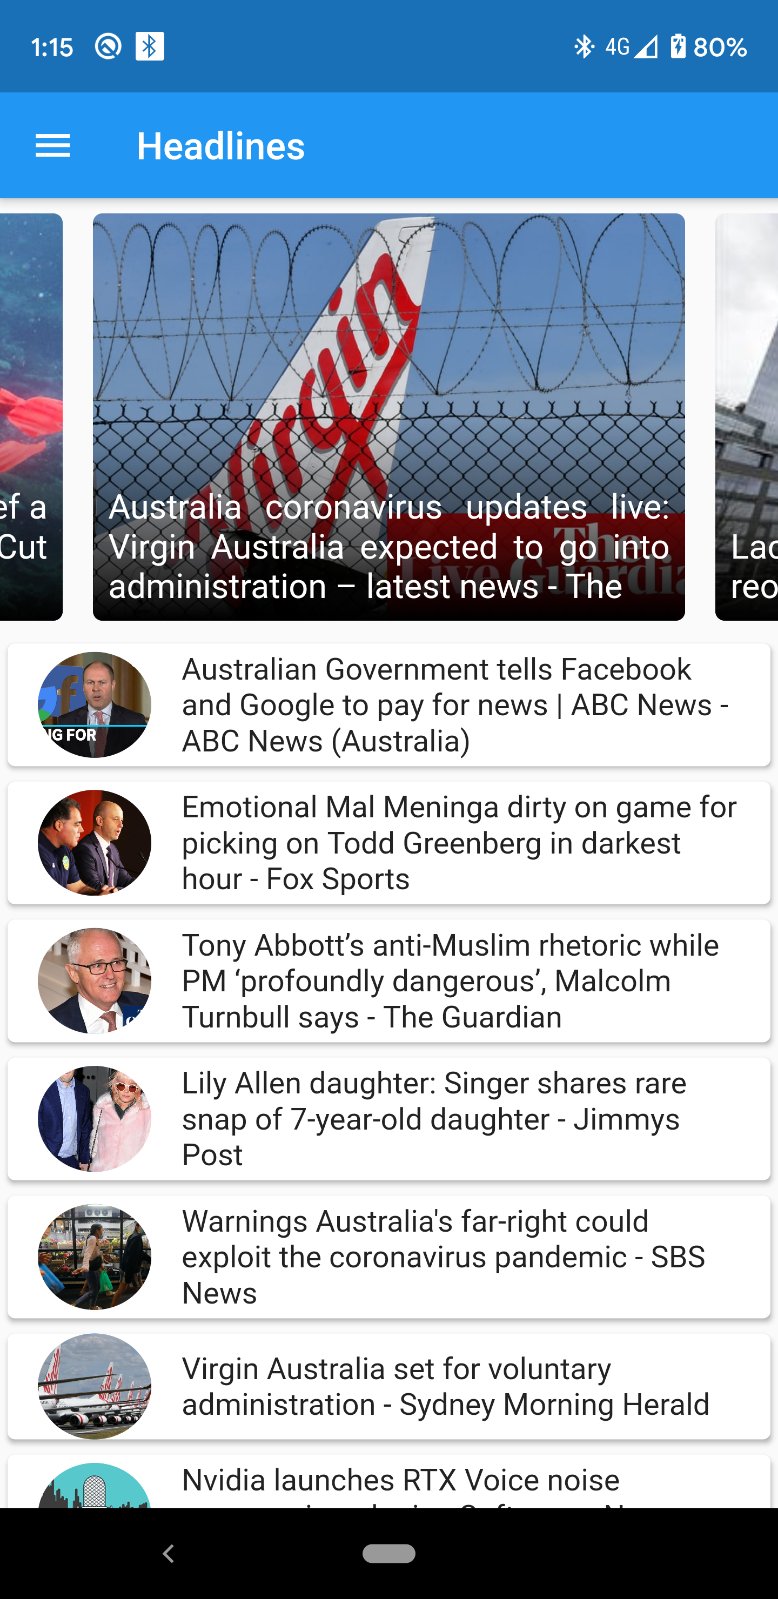 1:15
4G
80%
Headlines
Virgin
ef a
Cut
Australia coronavirus updates live:
Virgin Australia expected to go into
administration – latest news - The
The
Live Guardia
Lac
reo
NG FOR
Australian Government tells Facebook
and Google to pay for news | ABC News -
ABC News (Australia)
Emotional Mal Meninga dirty on game for
picking on Todd Greenberg in darkest
hour - Fox Sports
Tony Abbott’s anti-Muslim rhetoric while
PM ‘profoundly dangerous’, Malcolm
Turnbull says - The Guardian
Lily Allen daughter: Singer shares rare
snap of 7-year-old daughter - Jimmys
Post
Warnings Australia's far-right could
exploit the coronavirus pandemic - SBS
News
Virgin Australia set for voluntary
administration - Sydney Morning Herald
Nvidia launches RTX Voice noise